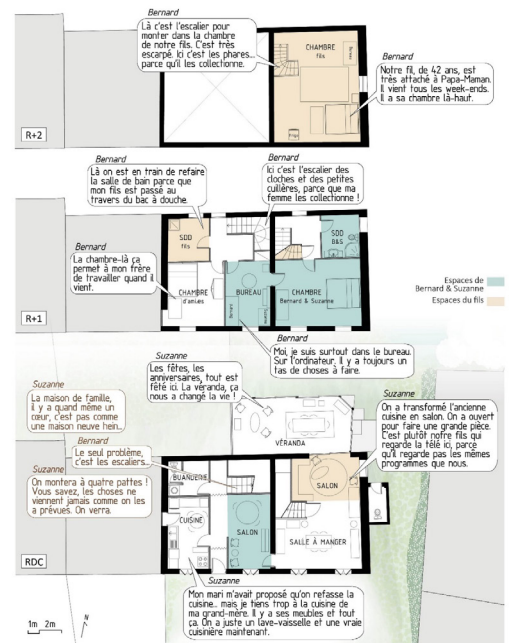 Bernard
Là c'est l'escalier pour
monter dans la chambre
de notre fils. C'est très
escarpé. Ici c'est les phares...
parce qu'il les collectionne.
CHAMBRE
fils
Bernard
Notre fil, de 42 ans, est
très attaché à Papa-Maman.
Il vient tous les week-ends.
Il a sa chambre là-haut.
R+2
Bernard
Là on est en train de refaire
la salle de bain parce que
mon fils est passé au
travers du bac à douche.
Bernard
Ici c'est l'escalier des
cloches et des petites
cuillères, parce que ma
femme les collectionne !
SDD
fils
SDD
B&S
Bernard
La chambre-là ça
permet à mon frère
de travailler quand il
vient.
CHAMBRE
d'amies
BUREAU
Bernard
CHAMBRE
Bernard & Suzanne
R+1
Espaces de
Bernard & Suzanne
Espaces du fils
Bernard
Moi, je suis surtout dans le bureau.
Sur l'ordinateur. Il y a toujours un
tas de choses à faire.
Suzanne
Les fêtes, les
anniversaires, tout est
fêté ici. La véranda, ça
nous a changé la vie !
Suzanne
La maison de famille,
il y a quand même un
cœur, c'est pas comme
une maison neuve hein...
Bernard
Le seul problème,
c'est les escaliers...
Suzanne
On montera à quatre pattes !
Vous savez, les choses ne
viennent jamais comme on les
a prévues. On verra.
Suzanne
On a transformé l'ancienne
cuisine en salon. On a ouvert
pour faire une grande pièce.
C'est plutôt notre fils qui
regarde la télé ici, parce
qu'il regarde pas les mêmes
programmes que nous.
VÉRANDA
BUANDERIE
CUISINE
SALON
SALON
SALLE À MANGER
RDC
Suzanne
Mon mari m'avait proposé qu'on refasse la
cuisine... mais je tiens trop à la cuisine de
ma grand-mère. Il y a ses meubles et tout
ça. On a juste un lave-vaisselle et une vraie
cuisinière maintenant.
1m 2m
N